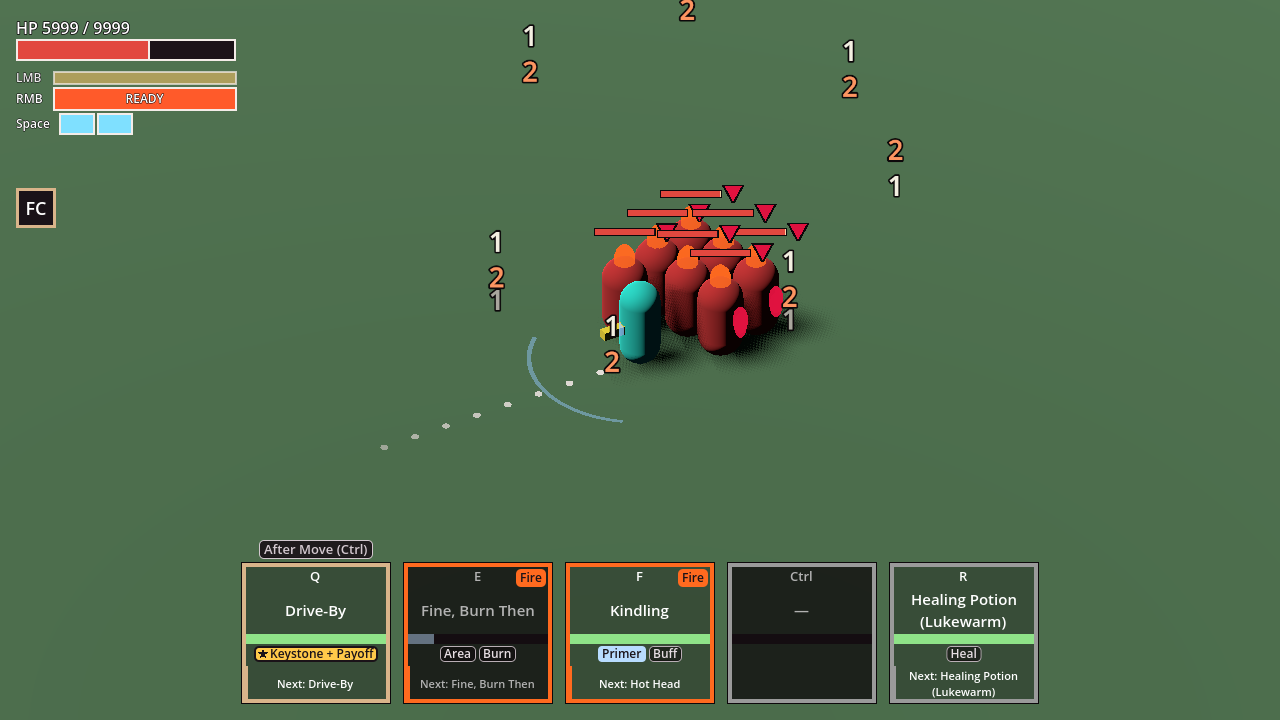 HP 5999 / 9999
LMB
RMB READY
Space
FC
2
1
2
1
2
2
1
1
2
1
1
2
1
1
2
After Move (Ctrl)
Q
Drive-By
★ Keystone + Payoff
Next: Drive-By
E Fire
Fine, Burn Then
Area Burn
Next: Fine, Burn Then
F Fire
Kindling
Primer Buff
Next: Hot Head
Ctrl
—
R
Healing Potion
(Lukewarm)
Heal
Next: Healing Potion
(Lukewarm)